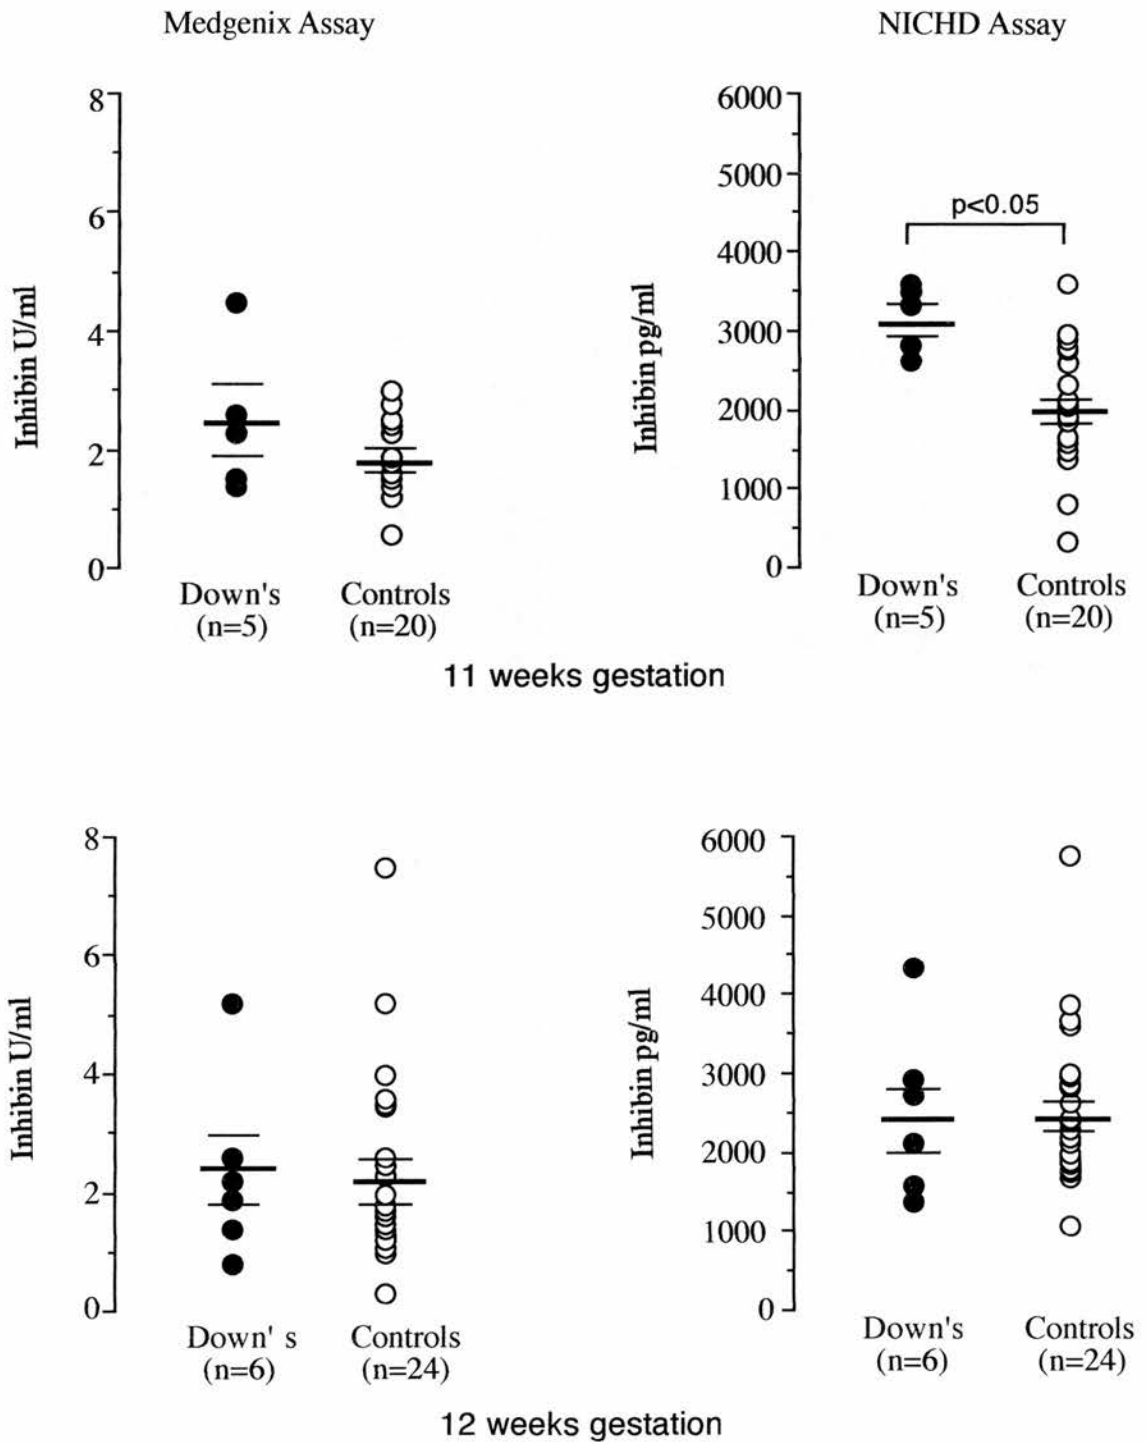 Medgenix Assay
NICHD Assay
8
6
4
2
0
Inhibin U/ml
Down's
(n=5)
Controls
(n=20)
6000
5000
4000
3000
2000
1000
0
Inhibin pg/ml
p<0.05
Down's
(n=5)
Controls
(n=20)
11 weeks gestation
8
6
4
2
0
Inhibin U/ml
Down' s
(n=6)
Controls
(n=24)
6000
5000
4000
3000
2000
1000
0
Inhibin pg/ml
Down's
(n=6)
Controls
(n=24)
12 weeks gestation